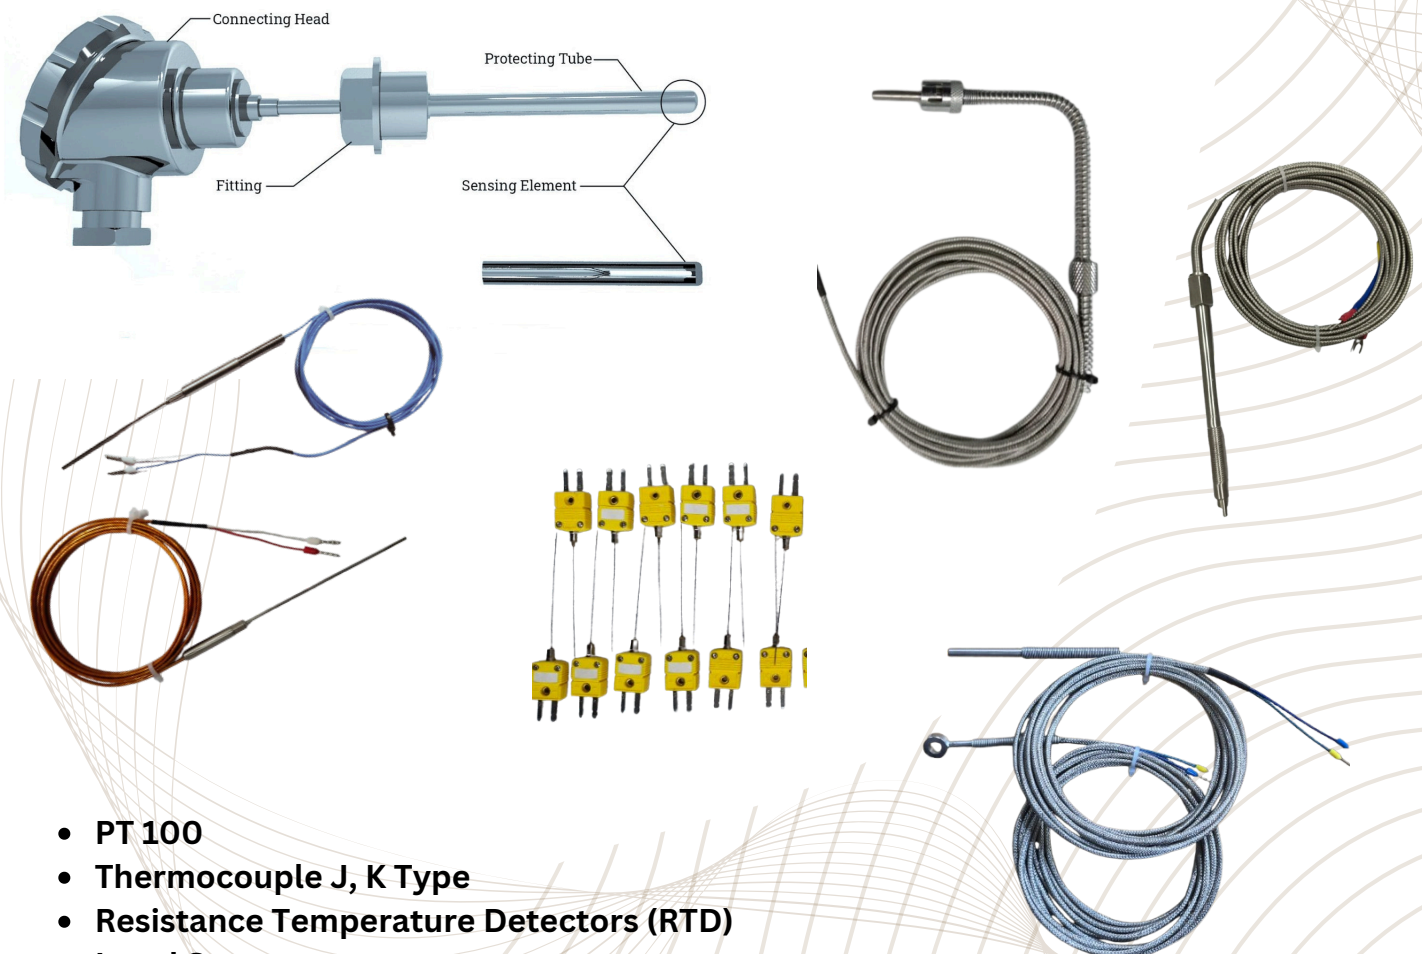 Connecting Head
Protecting Tube
Fitting
Sensing Element
• PT 100
• Thermocouple J, K Type
• Resistance Temperature Detectors (RTD)